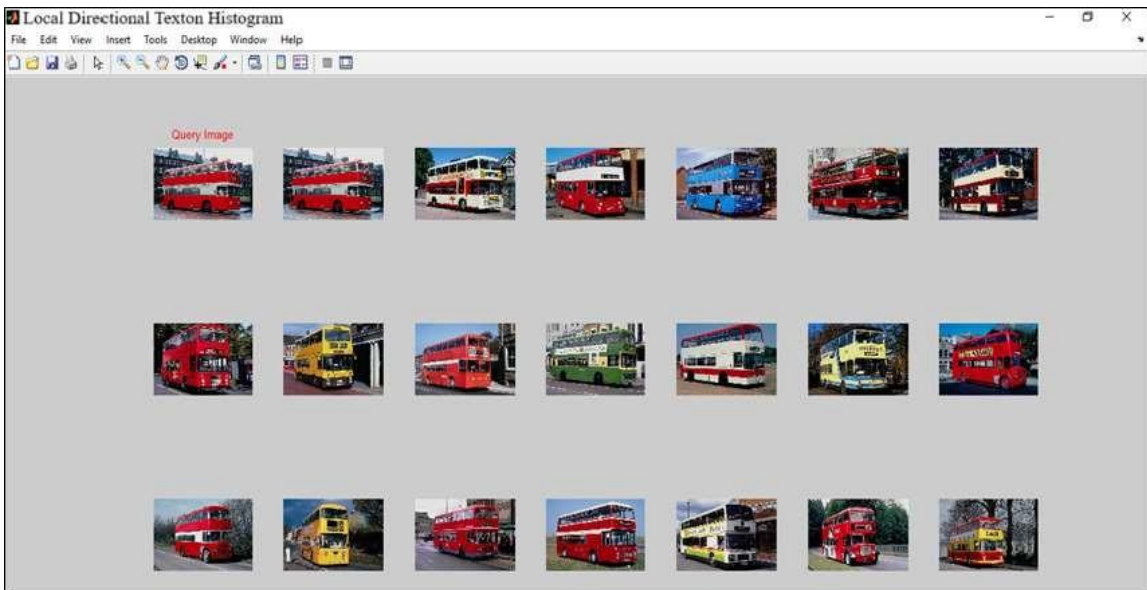 Local Directional Texton Histogram
File Edit View Insert Tools Desktop Window Help
Query Image